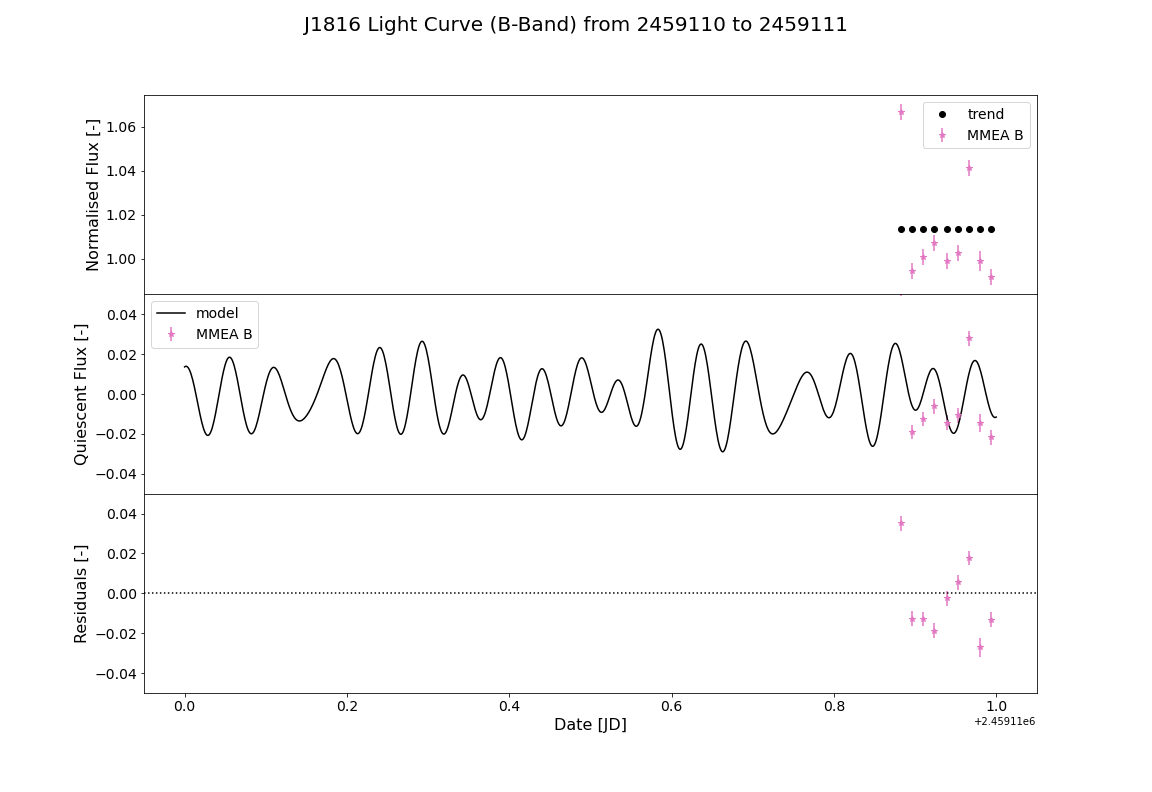 J1816 Light Curve (B-Band) from 2459110 to 2459111
Normalised Flux [-]
1.06
1.04
1.02
1.00
trend
MMEA B
Quiescent Flux [-]
0.04
0.02
0.00
−0.02
−0.04
model
MMEA B
Residuals [-]
0.04
0.02
0.00
−0.02
−0.04
0.0 0.2 0.4 0.6 0.8 1.0
Date [JD]
+2.45911e6